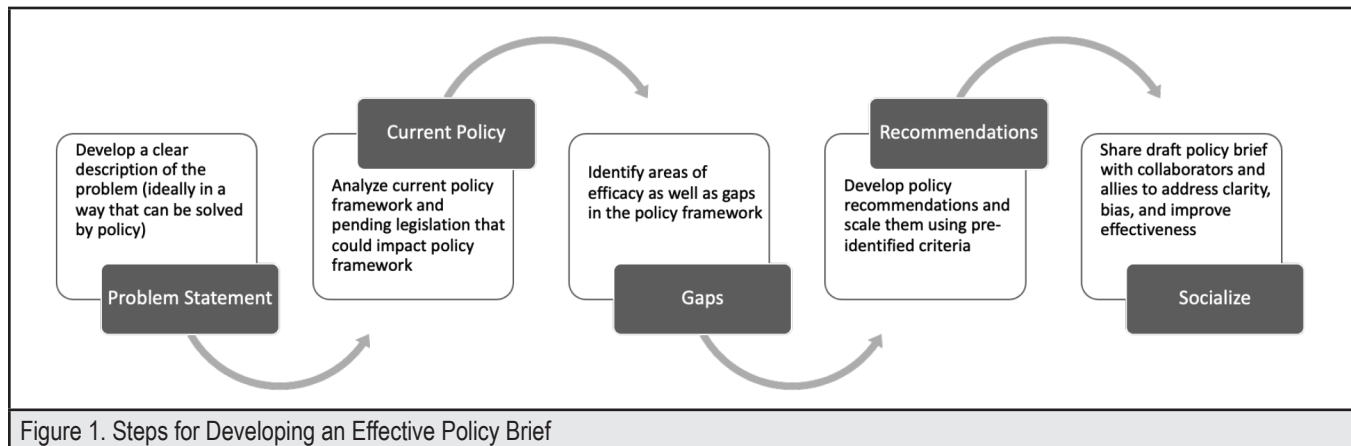 Develop a clear
description of the
problem (ideally in a
way that can be solved
by policy)
Problem Statement
Current Policy
Analyze current policy
framework and
pending legislation that
could impact policy
framework
Identify areas of
efficacy as well as gaps
in the policy framework
Gaps
Recommendations
Develop policy
recommendations and
scale them using pre-
identified criteria
Share draft policy brief
with collaborators and
allies to address clarity,
bias, and improve
effectiveness
Socialize
Figure 1. Steps for Developing an Effective Policy Brief